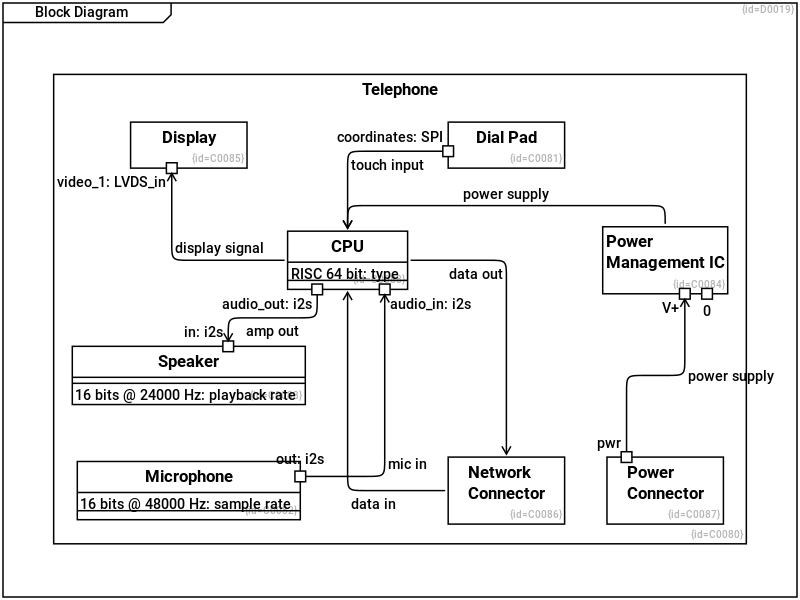 Block Diagram
{id=D0019}
Telephone
Display
{id=C0085}
video_1: LVDS_in
coordinates: SPI
Dial Pad
{id=C0081}
touch input
power supply
display signal
CPU
RISC 64 bit: type
data out
Power
Management IC
{id=C0084}
V+
0
audio_out: i2s
audio_in: i2s
in: i2s
amp out
Speaker
16 bits @ 24000 Hz: playback rate
power supply
pwr
out: i2s
mic in
Microphone
16 bits @ 48000 Hz: sample rate
data in
Network
Connector
{id=C0086}
Power
Connector
{id=C0087}
{id=C0080}